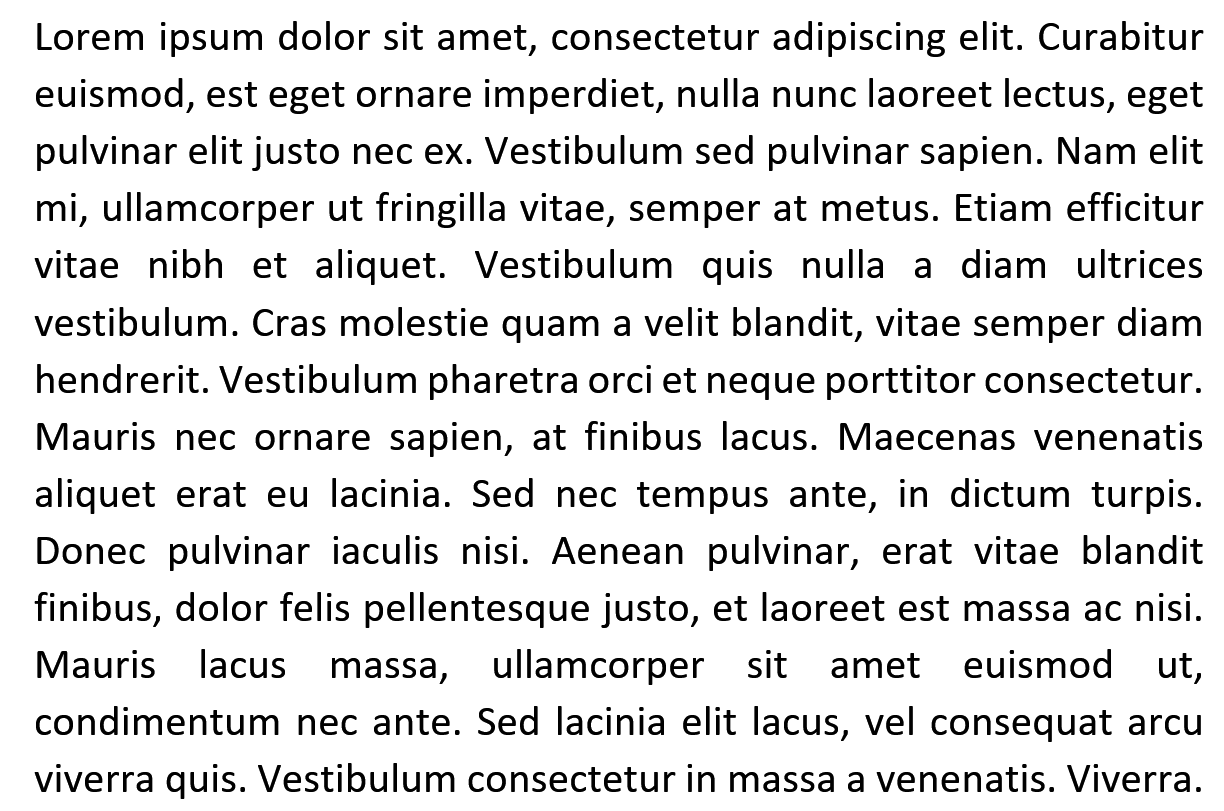 Lorem ipsum dolor sit amet, consectetur adipiscing elit. Curabitur
euismod, est eget ornare imperdiet, nulla nunc laoreet lectus, eget
pulvinar elit justo nec ex. Vestibulum sed pulvinar sapien. Nam elit
mi, ullamcorper ut fringilla vitae, semper at metus. Etiam efficitur
vitae nibh et aliquet. Vestibulum quis nulla a diam ultrices
vestibulum. Cras molestie quam a velit blandit, vitae semper diam
hendrerit. Vestibulum pharetra orci et neque porttitor consectetur.
Mauris nec ornare sapien, at finibus lacus. Maecenas venenatis
aliquet erat eu lacinia. Sed nec tempus ante, in dictum turpis.
Donec pulvinar iaculis nisi. Aenean pulvinar, erat vitae blandit
finibus, dolor felis pellentesque justo, et laoreet est massa ac nisi.
Mauris lacus massa, ullamcorper sit amet euismod ut,
condimentum nec ante. Sed lacinia elit lacus, vel consequat arcu
viverra quis. Vestibulum consectetur in massa a venenatis. Viverra.